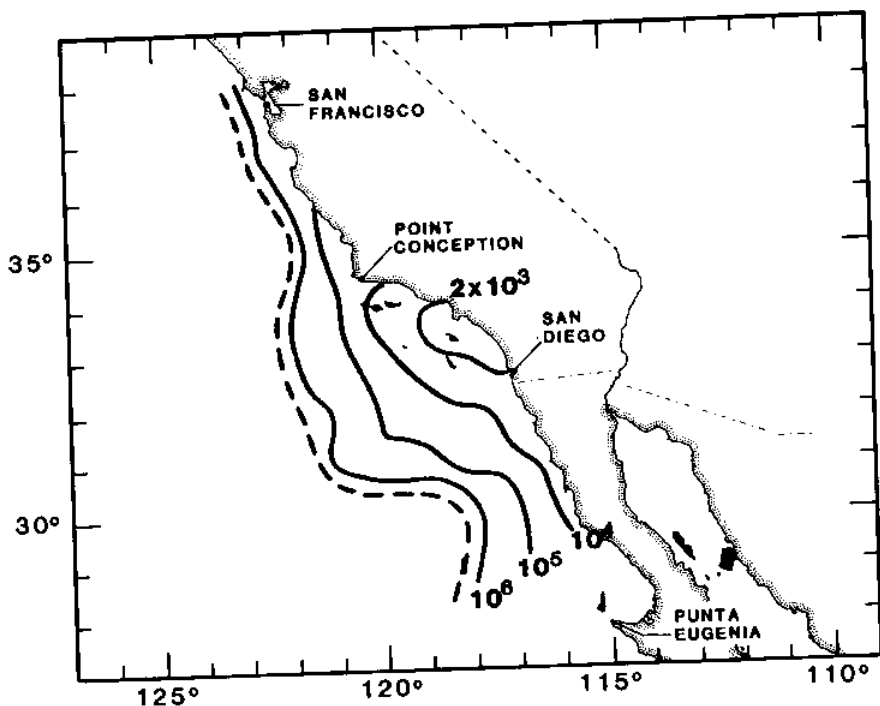 SAN
FRANCISCO
POINT
CONCEPTION
35°
2x10³
SAN
DIEGO
30°
10⁴
10⁵
10⁶
PUNTA
EUGENIA
125°
120°
115°
110°